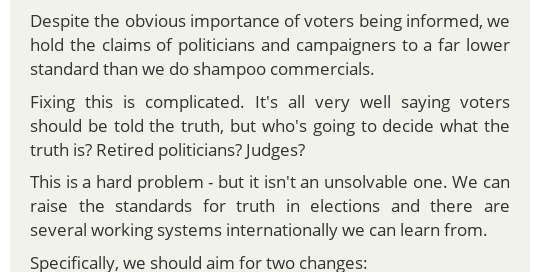 Despite the obvious importance of voters being informed, we
hold the claims of politicians and campaigners to a far lower
standard than we do shampoo commercials.
Fixing this is complicated. It's all very well saying voters
should be told the truth, but who's going to decide what the
truth is? Retired politicians? Judges?
This is a hard problem - but it isn't an unsolvable one. We can
raise the standards for truth in elections and there are
several working systems internationally we can learn from.
Specifically, we should aim for two changes: